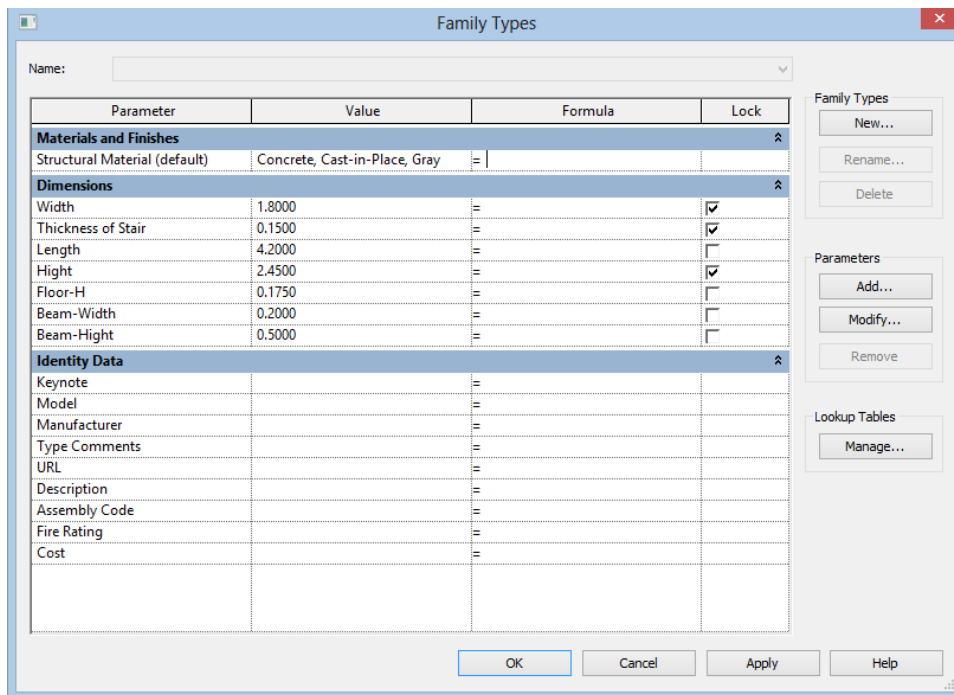 Family Types
Name:
Parameter Value Formula Lock
Materials and Finishes
Structural Material (default) Concrete, Cast-in-Place, Gray =
Dimensions
Width 1.8000 =
Thickness of Stair 0.1500 =
Length 4.2000 =
Hight 2.4500 =
Floor-H 0.1750 =
Beam-Width 0.2000 =
Beam-Hight 0.5000 =
Identity Data
Keynote =
Model =
Manufacturer =
Type Comments =
URL =
Description =
Assembly Code =
Fire Rating =
Cost =
Family Types
New...
Rename...
Delete
Parameters
Add...
Modify...
Remove
Lookup Tables
Manage...
OK Cancel Apply Help